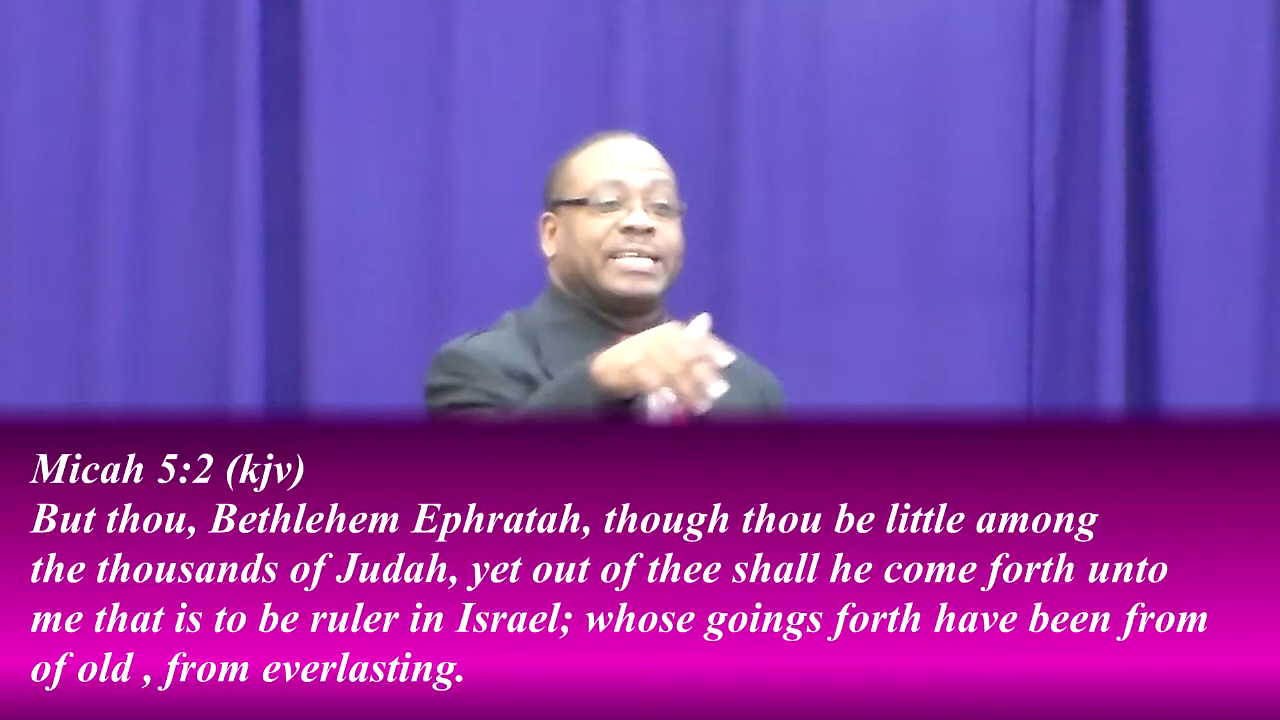 Micah 5:2 (kjv)
But thou, Bethlehem Ephratah, though thou be little among
the thousands of Judah, yet out of thee shall he come forth unto
me that is to be ruler in Israel; whose goings forth have been from
of old , from everlasting.